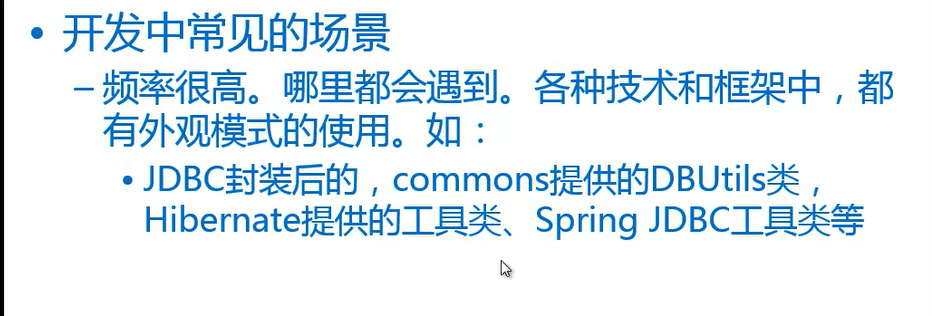 • 开发中常见的场景
– 频率很高。哪里都会遇到。各种技术和框架中，都
有外观模式的使用。如：
• JDBC封装后的，commons提供的DBUtils类，
Hibernate提供的工具类、Spring JDBC工具类等